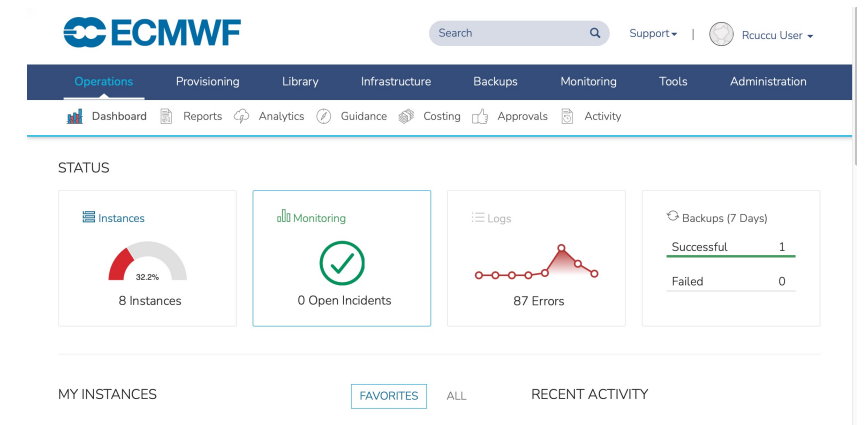 ECMWF
Search
Support
|
Rcuccu User
Operations Provisioning Library Infrastructure Backups Monitoring Tools Administration
Dashboard Reports Analytics Guidance Costing Approvals Activity
STATUS
Instances
32.2%
8 Instances
Monitoring
0 Open Incidents
Logs
87 Errors
Backups (7 Days)
Successful 1
Failed 0
MY INSTANCES
FAVORITES ALL
RECENT ACTIVITY